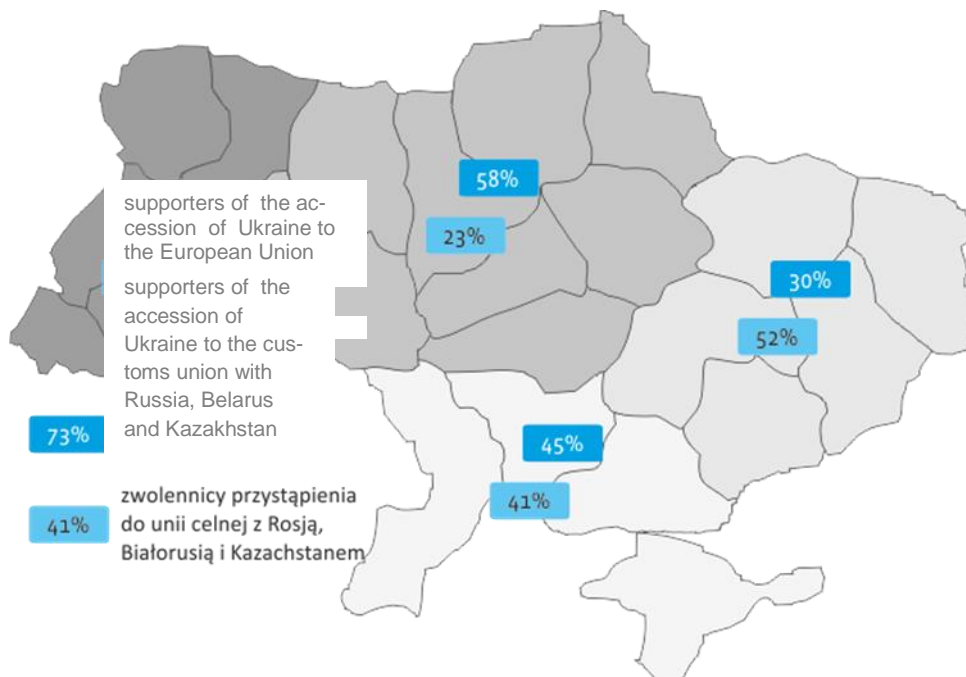 58%
supporters of the ac-
cession of Ukraine to
the European Union
23%
supporters of the
accession of
Ukraine to the cus-
toms union with
Russia, Belarus
and Kazakhstan
30%
52%
73%
45%
41%
zwolennicy przystąpienia
do unii celnej z Rosją,
Białorusią i Kazachstanem
41%